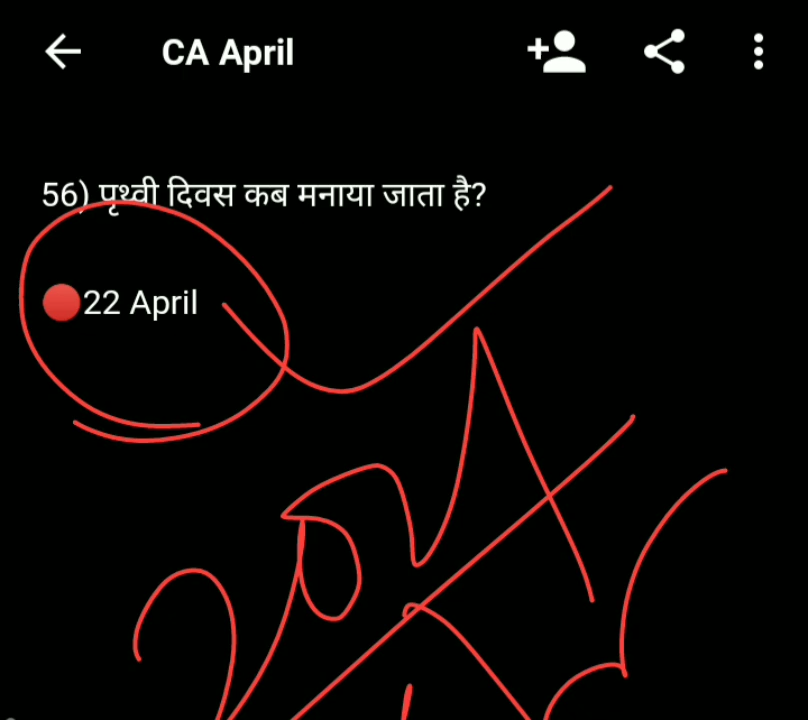 CA April
56) पृथ्वी दिवस कब मनाया जाता है?
🔴22 April